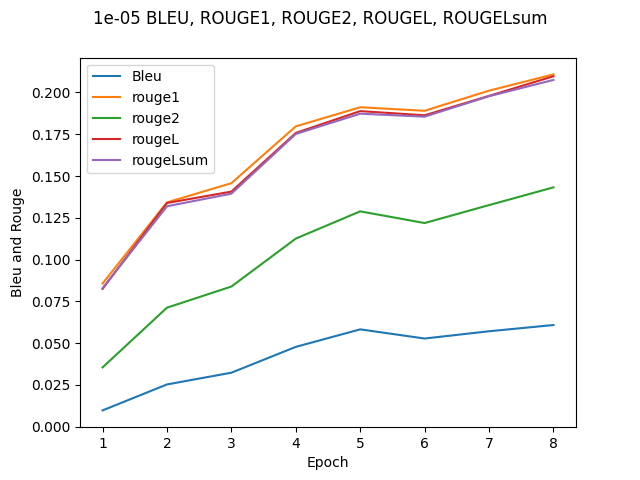 1e-05 BLEU, ROUGE1, ROUGE2, ROUGEL, ROUGELsum
Bleu
rouge1
rouge2
rougeL
rougeLsum
Bleu and Rouge
0.200
0.175
0.150
0.125
0.100
0.075
0.050
0.025
0.000
1 2 3 4 5 6 7 8
Epoch